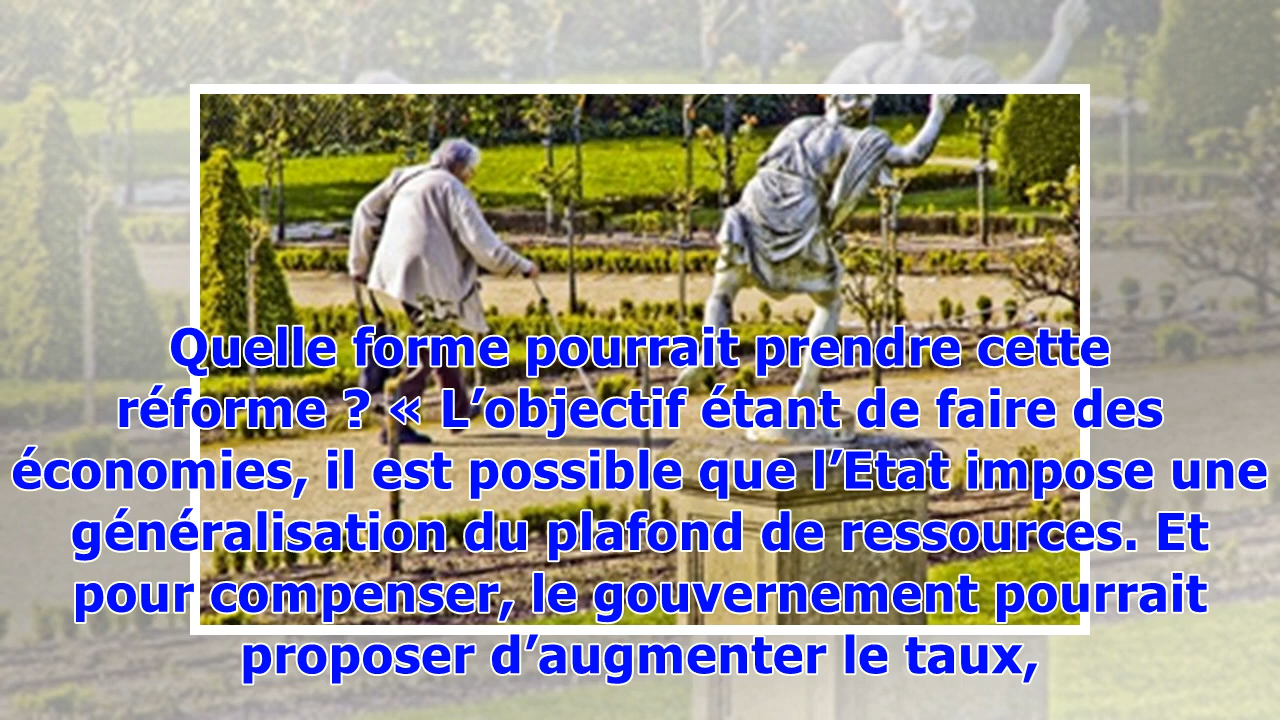 Quelle forme pourrait prendre cette
réforme ? « L’objectif étant de faire des
économies, il est possible que l’Etat impose une
généralisation du plafond de ressources. Et
pour compenser, le gouvernement pourrait
proposer d’augmenter le taux,